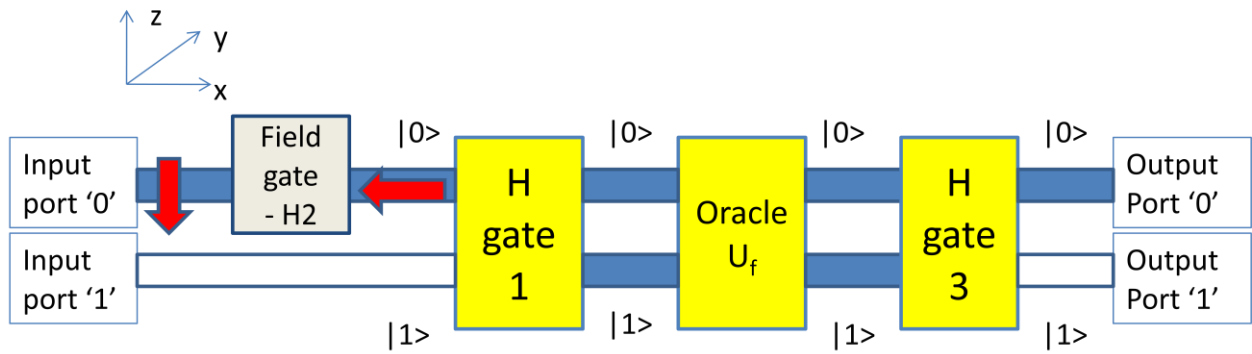 z
y
x
Input
port '0'
Field
gate
- H2
|0>
H
gate
1
|0>
Oracle
U_f
|0>
H
gate
3
|0>
Output
Port '0'
Input
port '1'
|1>
|1>
|1>
|1>
Output
Port '1'